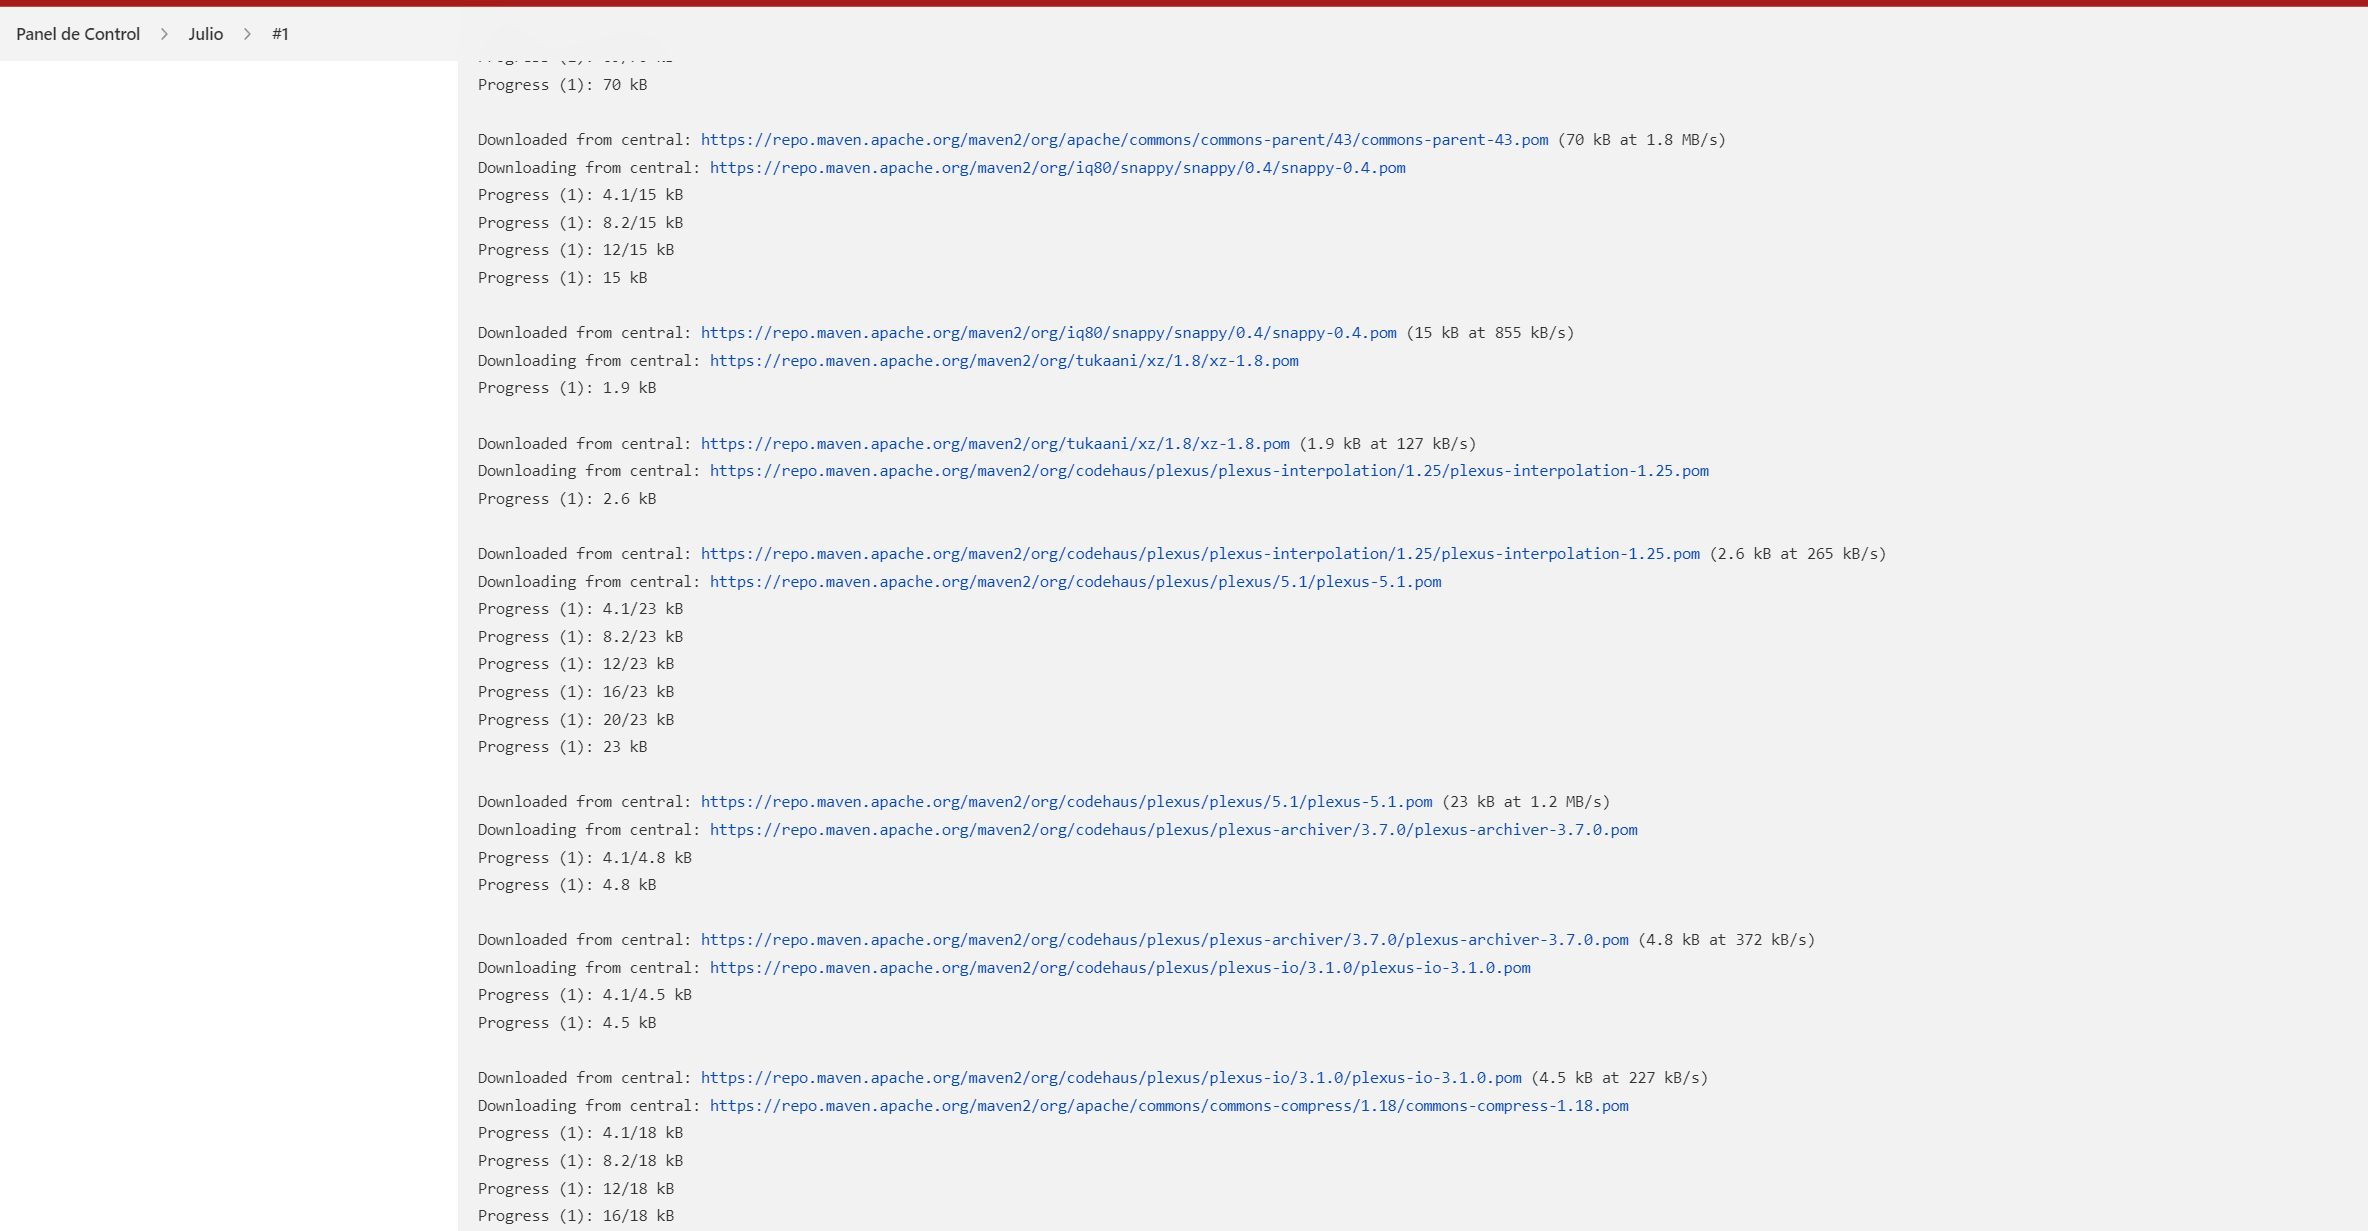 Panel de Control > Julio > #1
Progress (1): 70 kB
Downloaded from central: https://repo.maven.apache.org/maven2/org/apache/commons/commons-parent/43/commons-parent-43.pom (70 kB at 1.8 MB/s)
Downloading from central: https://repo.maven.apache.org/maven2/org/iq80/snappy/snappy/0.4/snappy-0.4.pom
Progress (1): 4.1/15 kB
Progress (1): 8.2/15 kB
Progress (1): 12/15 kB
Progress (1): 15 kB
Downloaded from central: https://repo.maven.apache.org/maven2/org/iq80/snappy/snappy/0.4/snappy-0.4.pom (15 kB at 855 kB/s)
Downloading from central: https://repo.maven.apache.org/maven2/org/tukaani/xz/1.8/xz-1.8.pom
Progress (1): 1.9 kB
Downloaded from central: https://repo.maven.apache.org/maven2/org/tukaani/xz/1.8/xz-1.8.pom (1.9 kB at 127 kB/s)
Downloading from central: https://repo.maven.apache.org/maven2/org/codehaus/plexus/plexus-interpolation/1.25/plexus-interpolation-1.25.pom
Progress (1): 2.6 kB
Downloaded from central: https://repo.maven.apache.org/maven2/org/codehaus/plexus/plexus-interpolation/1.25/plexus-interpolation-1.25.pom (2.6 kB at 265 kB/s)
Downloading from central: https://repo.maven.apache.org/maven2/org/codehaus/plexus/plexus/5.1/plexus-5.1.pom
Progress (1): 4.1/23 kB
Progress (1): 8.2/23 kB
Progress (1): 12/23 kB
Progress (1): 16/23 kB
Progress (1): 20/23 kB
Progress (1): 23 kB
Downloaded from central: https://repo.maven.apache.org/maven2/org/codehaus/plexus/plexus/5.1/plexus-5.1.pom (23 kB at 1.2 MB/s)
Downloading from central: https://repo.maven.apache.org/maven2/org/codehaus/plexus/plexus-archiver/3.7.0/plexus-archiver-3.7.0.pom
Progress (1): 4.1/4.8 kB
Progress (1): 4.8 kB
Downloaded from central: https://repo.maven.apache.org/maven2/org/codehaus/plexus/plexus-archiver/3.7.0/plexus-archiver-3.7.0.pom (4.8 kB at 372 kB/s)
Downloading from central: https://repo.maven.apache.org/maven2/org/codehaus/plexus/plexus-io/3.1.0/plexus-io-3.1.0.pom
Progress (1): 4.1/4.5 kB
Progress (1): 4.5 kB
Downloaded from central: https://repo.maven.apache.org/maven2/org/codehaus/plexus/plexus-io/3.1.0/plexus-io-3.1.0.pom (4.5 kB at 227 kB/s)
Downloading from central: https://repo.maven.apache.org/maven2/org/apache/commons/commons-compress/1.18/commons-compress-1.18.pom
Progress (1): 4.1/18 kB
Progress (1): 8.2/18 kB
Progress (1): 12/18 kB
Progress (1): 16/18 kB